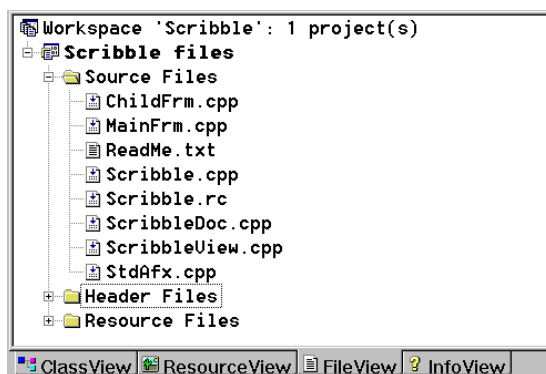 Workspace 'Scribble': 1 project(s)
Scribble files
Source Files
ChildFrm.cpp
MainFrm.cpp
ReadMe.txt
Scribble.cpp
Scribble.rc
ScribbleDoc.cpp
ScribbleView.cpp
StdAfx.cpp
Header Files
Resource Files
ClassView ResourceView FileView InfoView